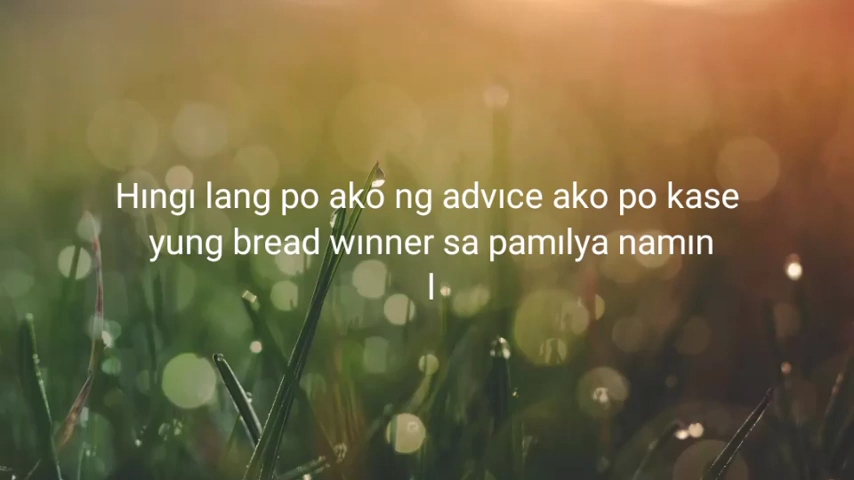 Hıngı lang po ako ng advıce ako po kase
yung bread wınner sa pamılya namın
I